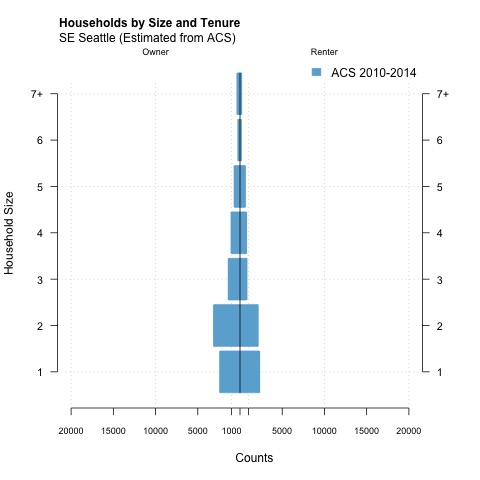 Households by Size and Tenure
SE Seattle (Estimated from ACS)
Owner Renter
ACS 2010-2014
7+ 7+
6 6
5 5
4 4
3 3
2 2
1 1
Household Size
20000 15000 10000 5000 1000 5000 10000 15000 20000
Counts